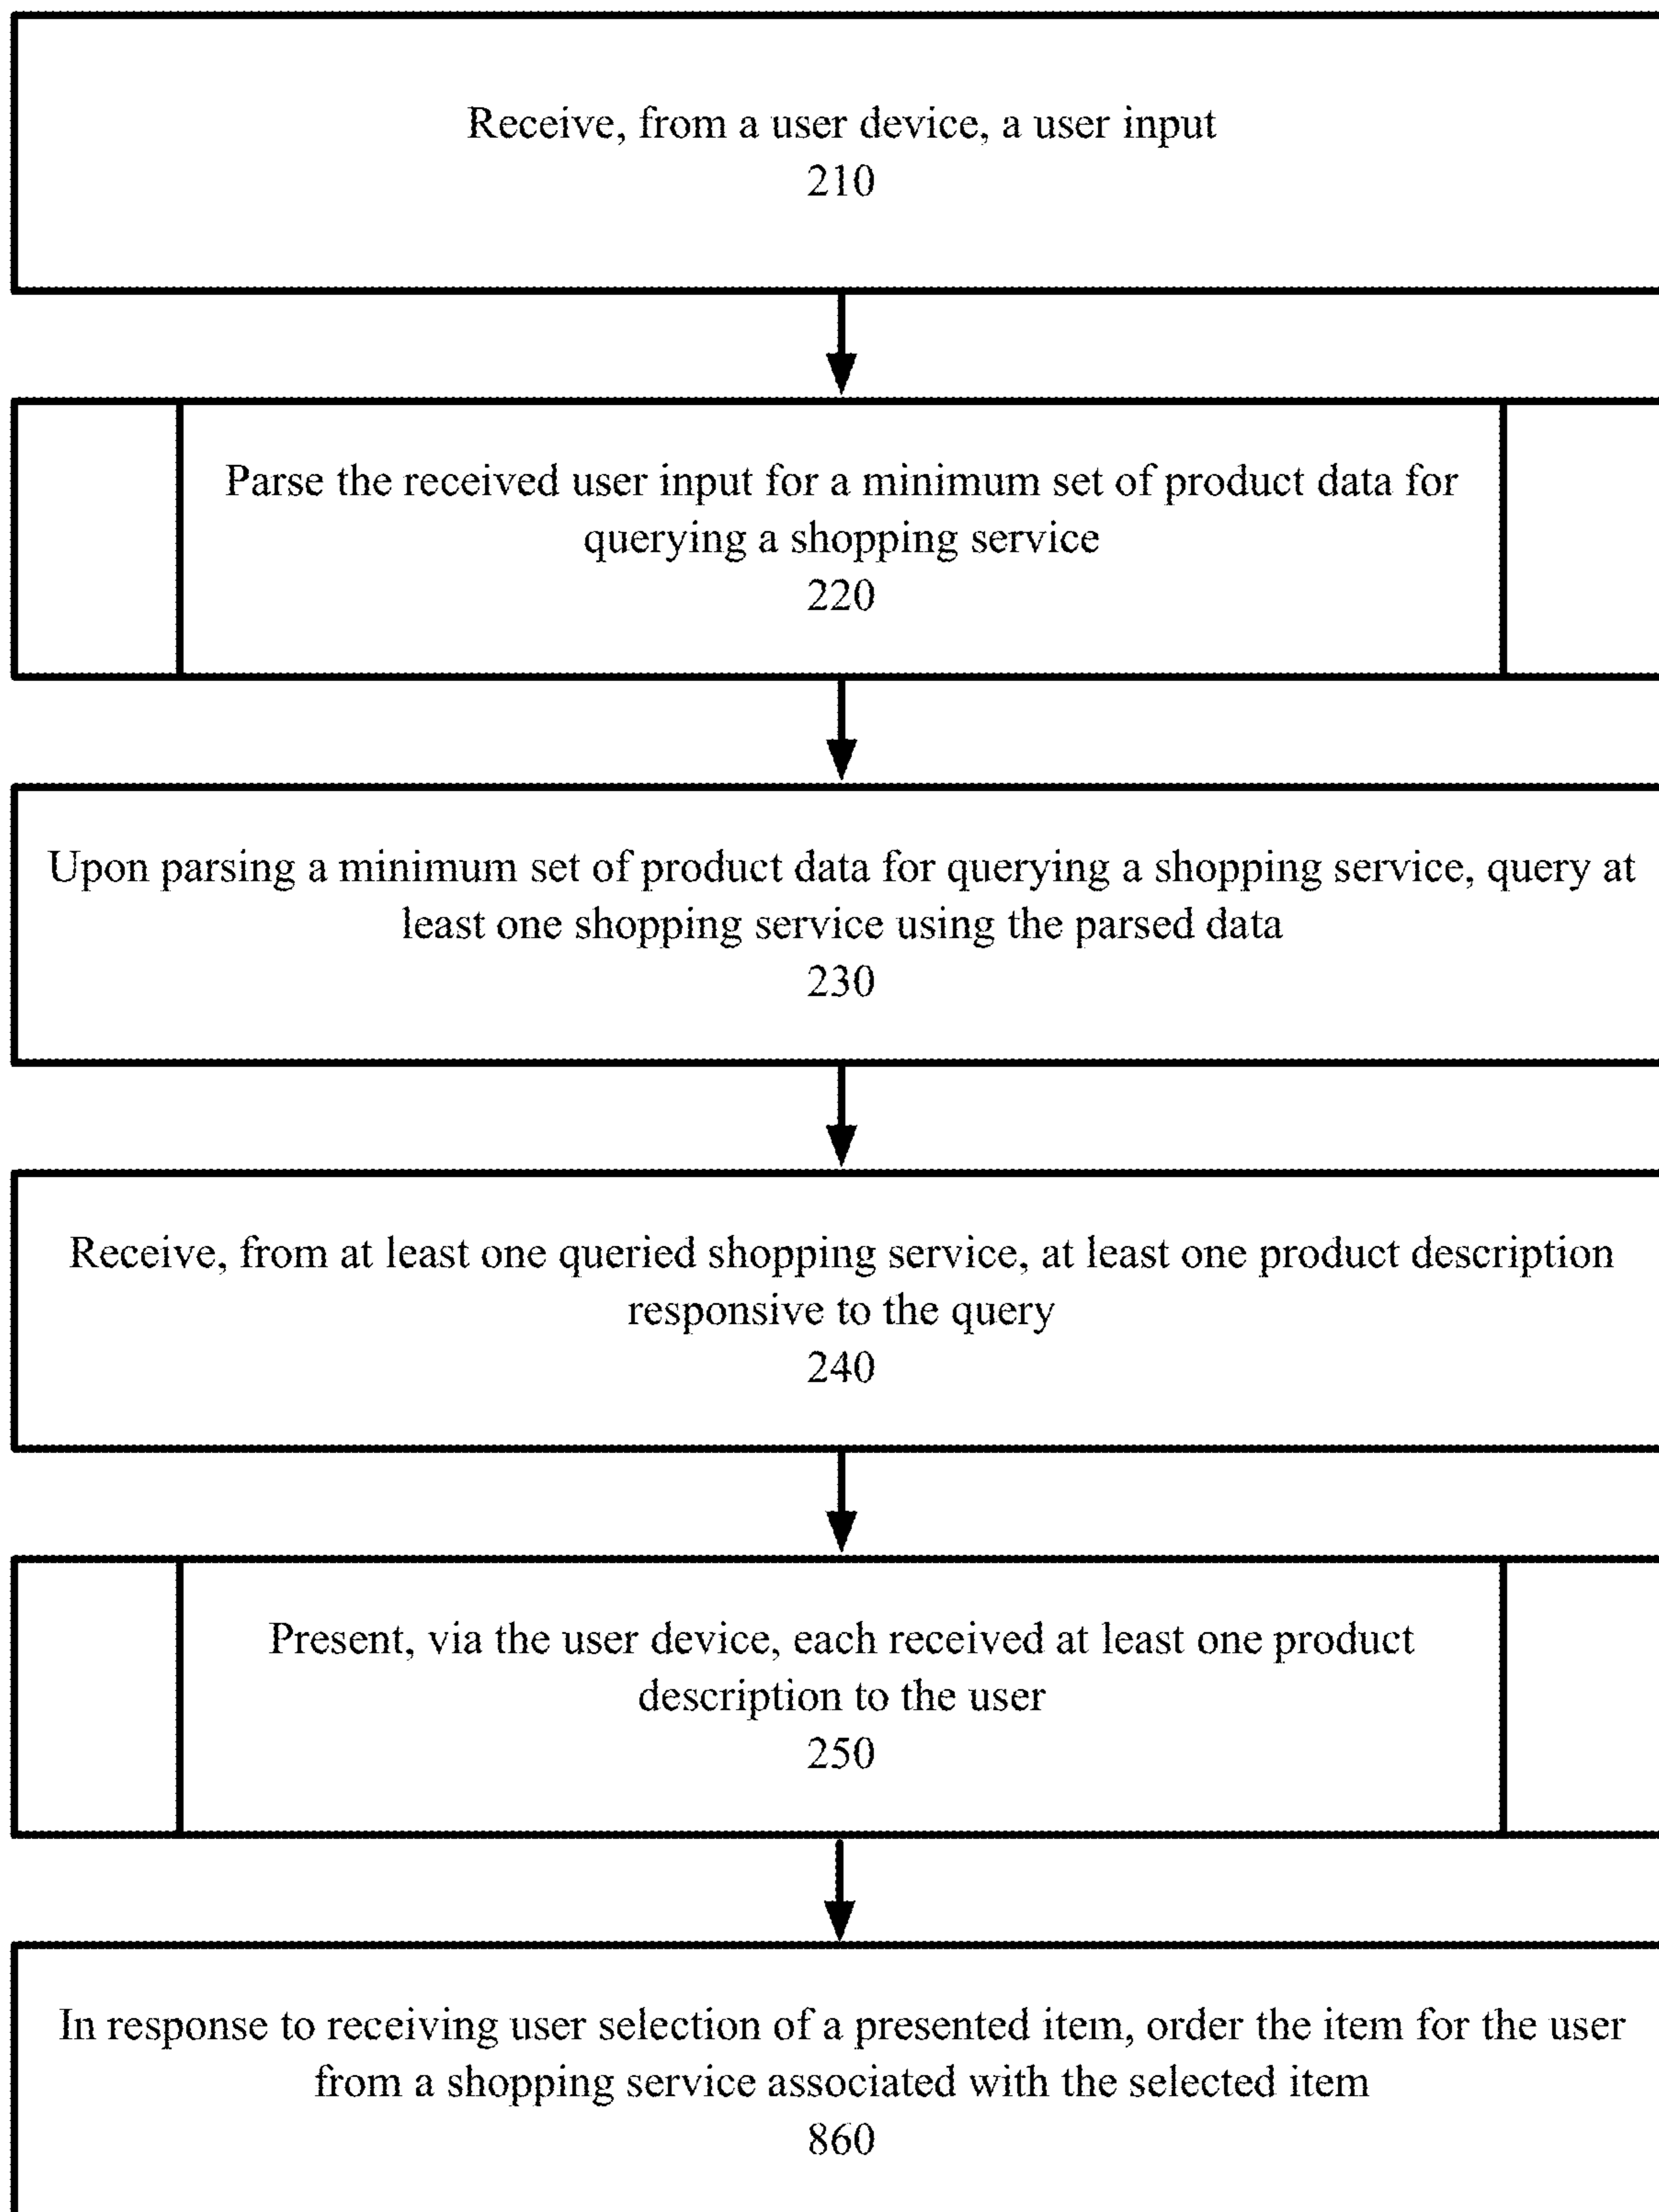 Receive, from a user device, a user input
210
Parse the received user input for a minimum set of product data for
querying a shopping service
220
Upon parsing a minimum set of product data for querying a shopping service, query at
least one shopping service using the parsed data
230
Receive, from at least one queried shopping service, at least one product description
responsive to the query
240
Present, via the user device, each received at least one product
description to the user
250
In response to receiving user selection of a presented item, order the item for the user
from a shopping service associated with the selected item
860